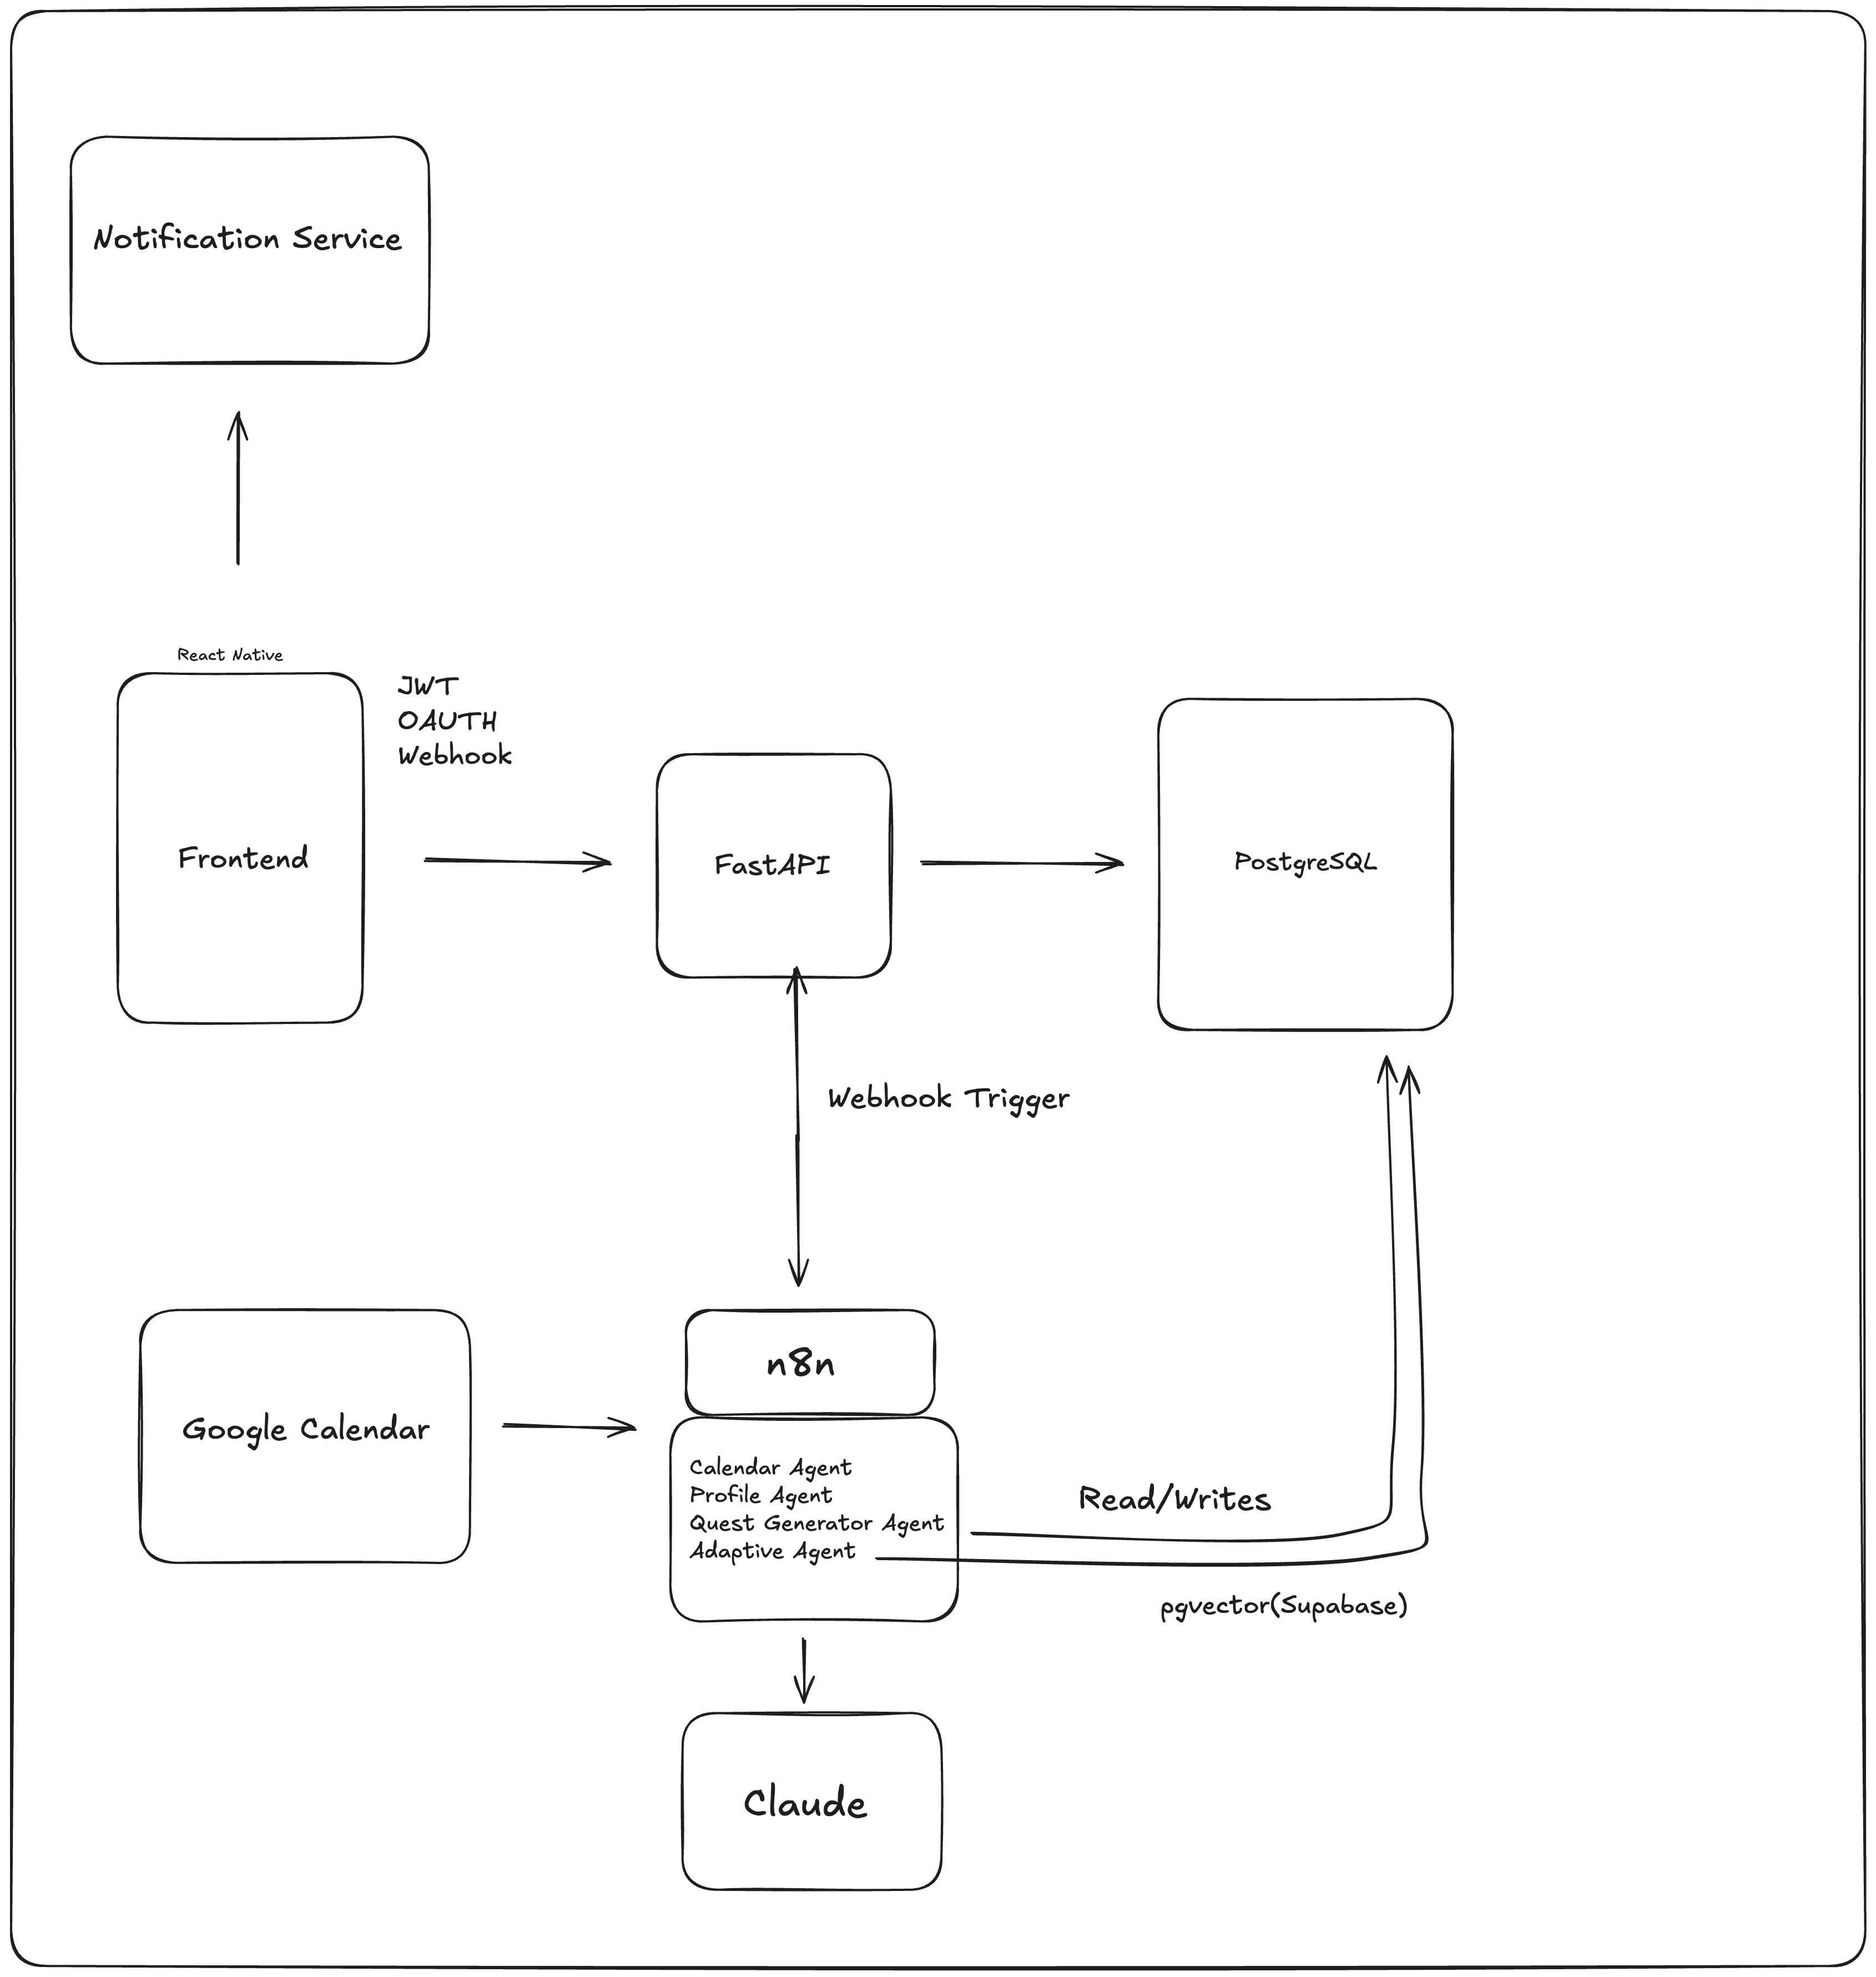 Notification Service
React Native
JWT
OAUTH
Webhook
Frontend
FastAPI
PostgreSQL
Webhook Trigger
n8n
Google Calendar
Calendar Agent
Profile Agent
Quest Generator Agent
Adaptive Agent
Read/Writes
pgvector(Supabase)
Claude